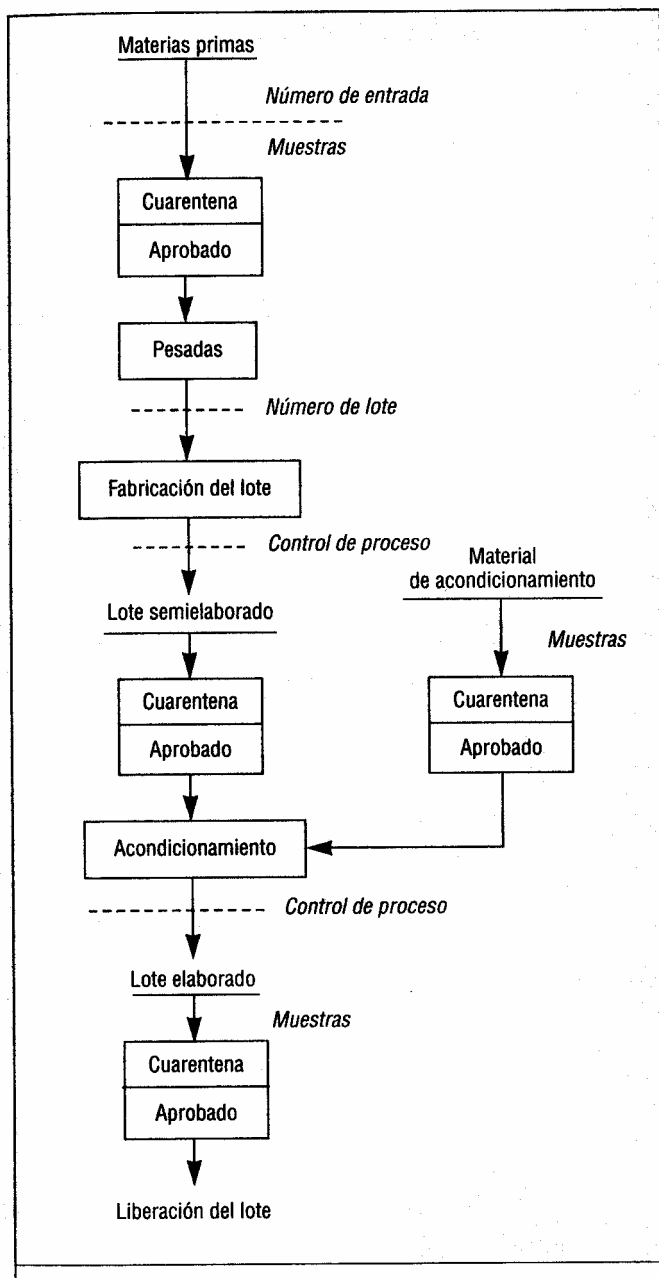 Materias primas
Número de entrada
Muestras
Cuarentena
Aprobado
Pesadas
Número de lote
Fabricación del lote
Control de proceso
Material
de acondicionamiento
Lote semielaborado
Muestras
Cuarentena
Aprobado
Cuarentena
Aprobado
Acondicionamiento
Control de proceso
Lote elaborado
Muestras
Cuarentena
Aprobado
Liberación del lote